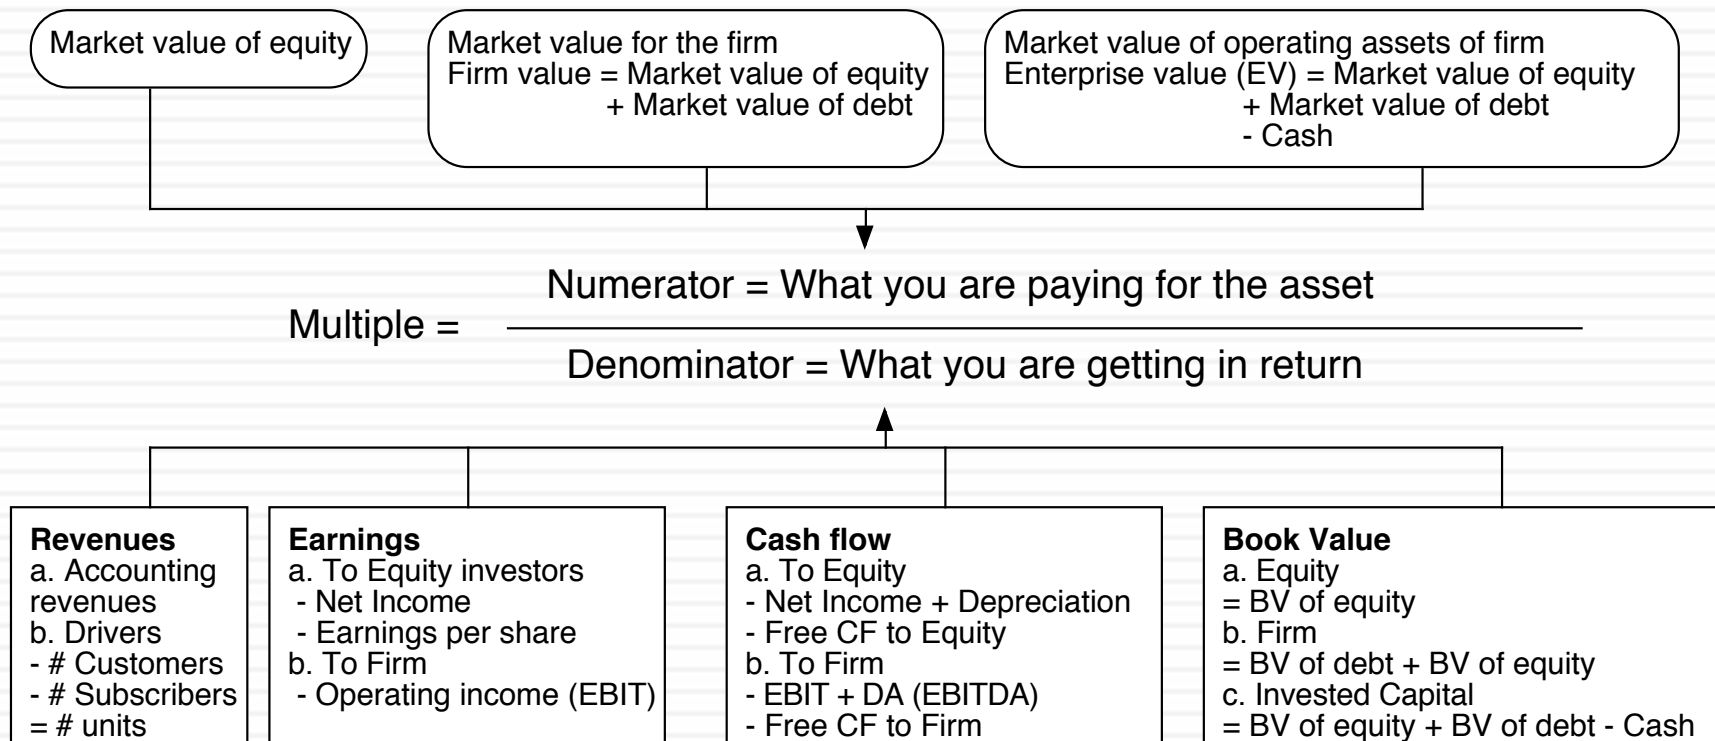 Market value of equity
Market value for the firm
Firm value = Market value of equity
+ Market value of debt
Market value of operating assets of firm
Enterprise value (EV) = Market value of equity
+ Market value of debt
- Cash
Multiple =
Numerator = What you are paying for the asset
Denominator = What you are getting in return
Revenues
a. Accounting
revenues
b. Drivers
- # Customers
- # Subscribers
= # units
Earnings
a. To Equity investors
- Net Income
- Earnings per share
b. To Firm
- Operating income (EBIT)
Cash flow
a. To Equity
- Net Income + Depreciation
- Free CF to Equity
b. To Firm
- EBIT + DA (EBITDA)
- Free CF to Firm
Book Value
a. Equity
= BV of equity
b. Firm
= BV of debt + BV of equity
c. Invested Capital
= BV of equity + BV of debt - Cash